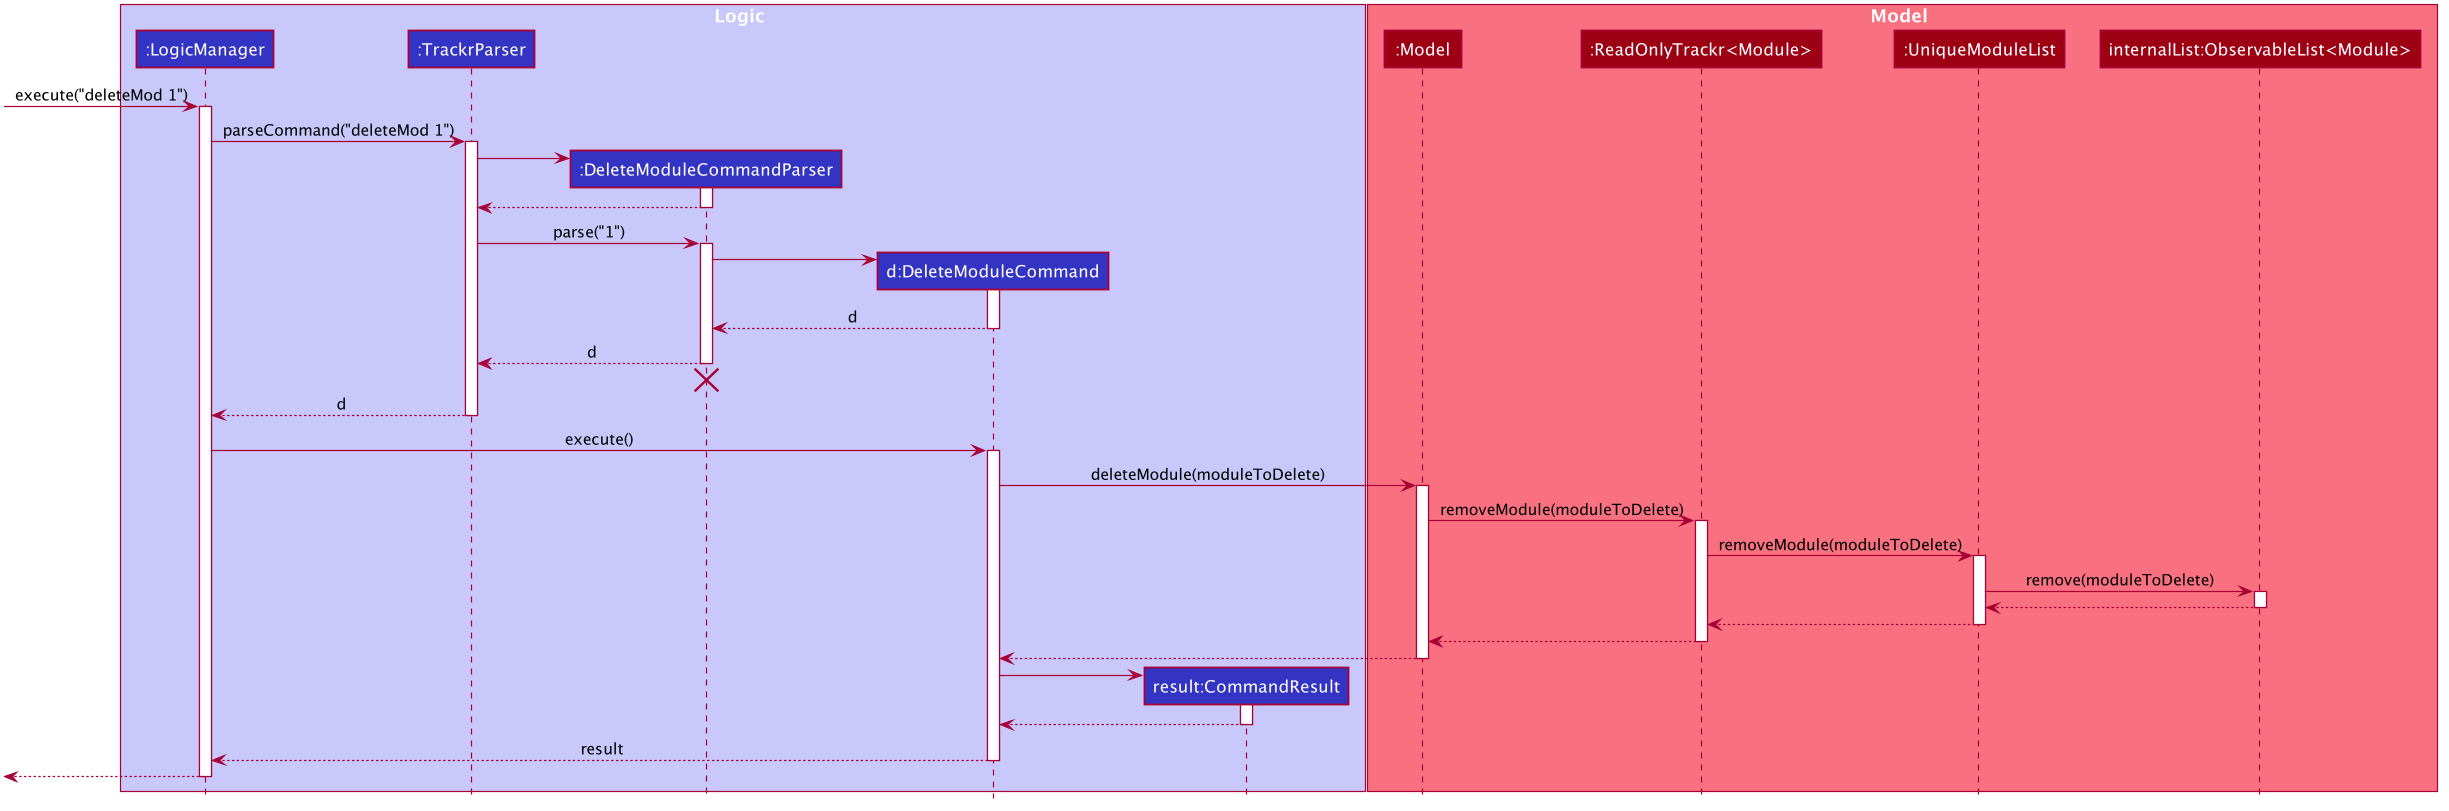 Logic
Model
:LogicManager
:TrackrParser
:Model
:ReadOnlyTrackr<Module>
:UniqueModuleList
internalList:ObservableList<Module>
execute("deleteMod 1")
parseCommand("deleteMod 1")
:DeleteModuleCommandParser
parse("1")
d:DeleteModuleCommand
d
d
d
execute()
deleteModule(moduleToDelete)
removeModule(moduleToDelete)
removeModule(moduleToDelete)
remove(moduleToDelete)
result:CommandResult
result